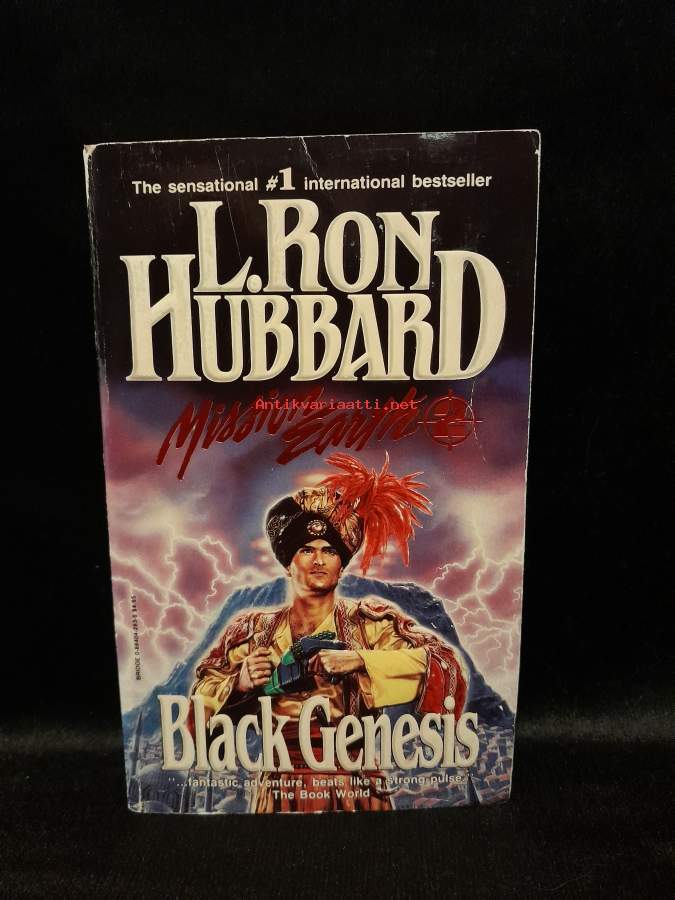 The sensational #1 international bestseller
L. RON
HUBBARD
Mission
Earth 2
Antikvariaatti.net
Black Genesis
"...fantastic adventure, beats like a strong pulse."
The Book World